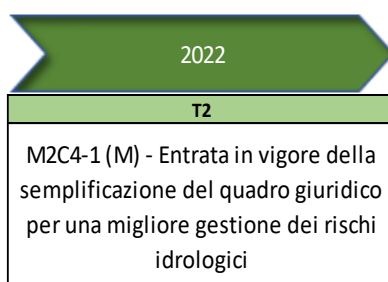 2022
T2
M2C4-1 (M) - Entrata in vigore della
semplificazione del quadro giuridico
per una migliore gestione dei rischi
idrologici